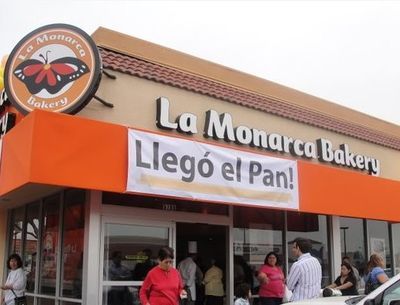 La Monarca
Bakery
La Monarca Bakery
Llegó el Pan!